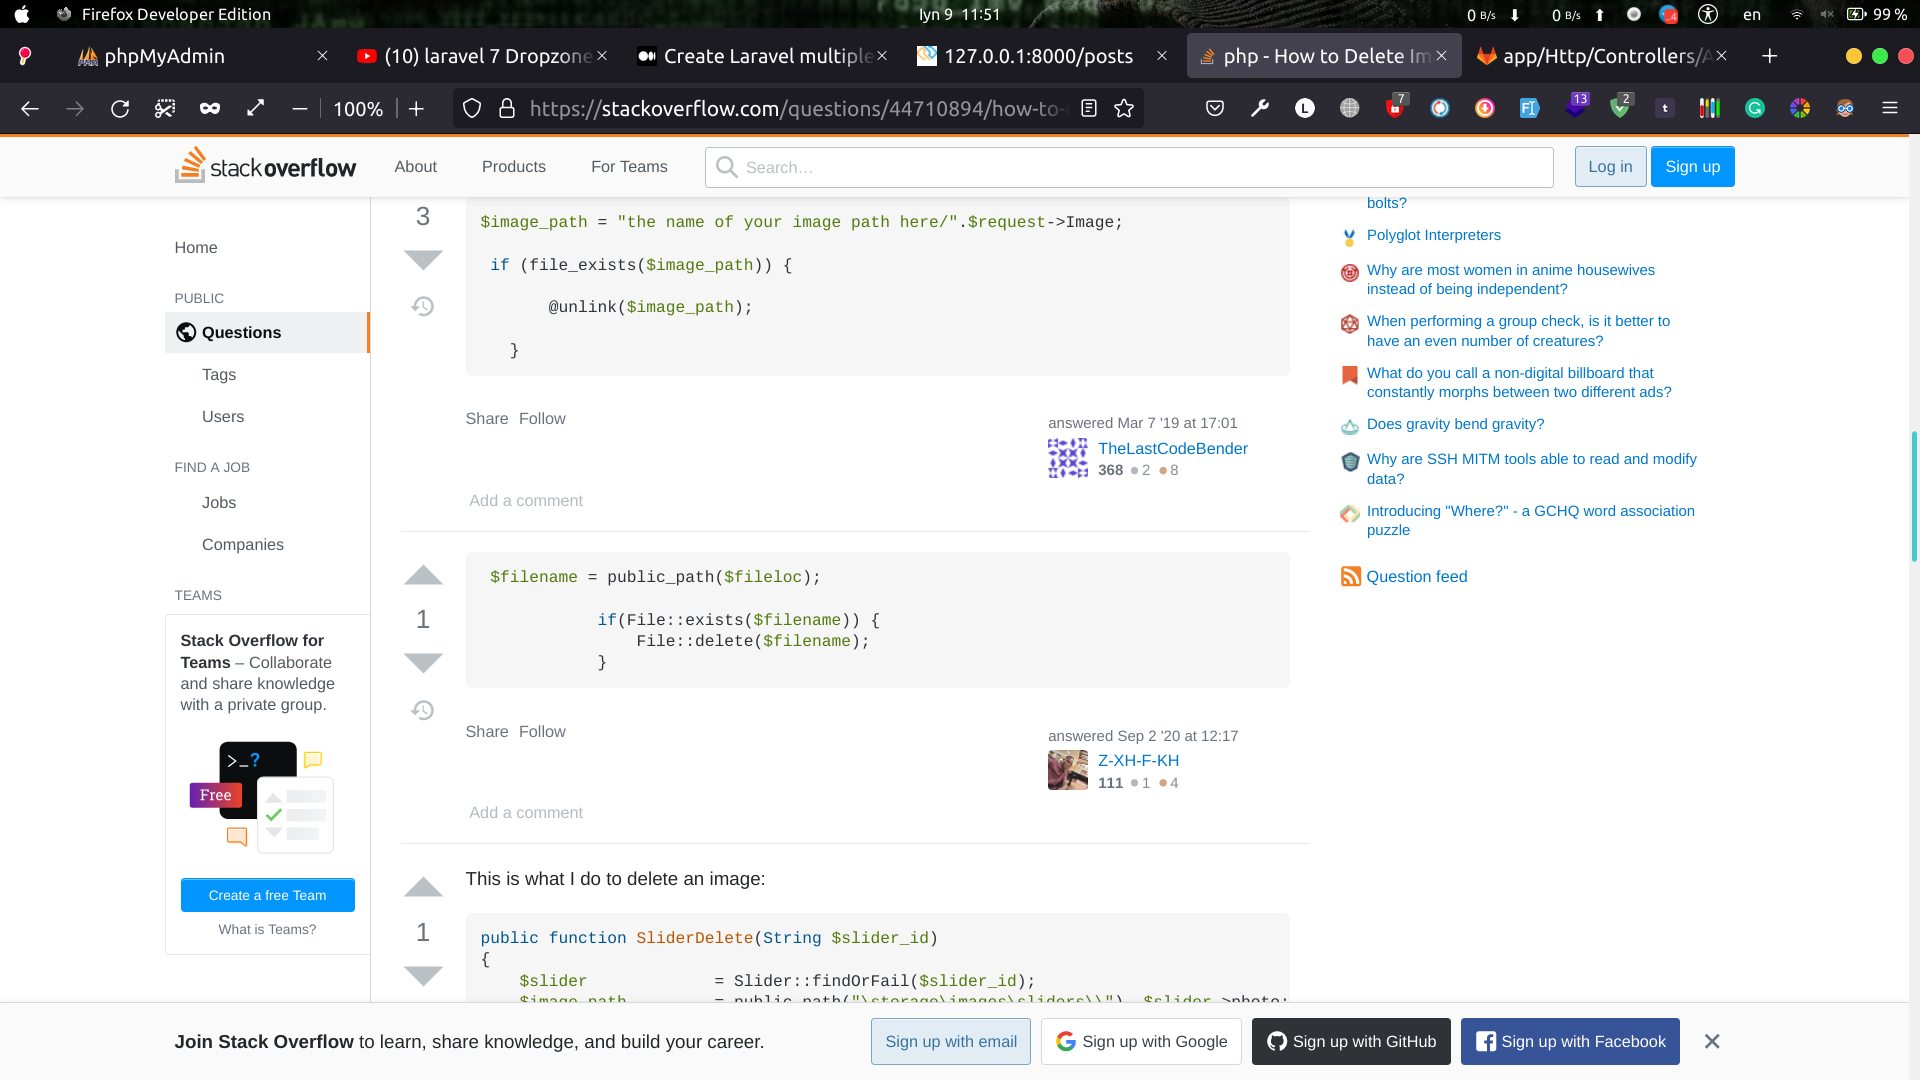 Firefox Developer Edition
Iyn 9 11:51
0 B/s 0 B/s en 99 %
phpMyAdmin
(10) laravel 7 Dropzone
Create Laravel multiple
127.0.0.1:8000/posts
php - How to Delete Im
app/Http/Controllers/A
100%
https://stackoverflow.com/questions/44710894/how-to-
7
L
FI
13
2
t
G
stackoverflow
About
Products
For Teams
Search…
Log in
Sign up
Home
PUBLIC
Questions
Tags
Users
FIND A JOB
Jobs
Companies
TEAMS
Stack Overflow for
Teams – Collaborate
and share knowledge
with a private group.
>_?
Free
Create a free Team
What is Teams?
3
$image_path = "the name of your image path here/".$request->Image;
if (file_exists($image_path)) {
@unlink($image_path);
}
Share Follow
answered Mar 7 '19 at 17:01
TheLastCodeBender
368 2 8
Add a comment
1
$filename = public_path($fileloc);
if(File::exists($filename)) {
File::delete($filename);
}
Share Follow
answered Sep 2 '20 at 12:17
Z-XH-F-KH
111 1 4
Add a comment
1
This is what I do to delete an image:
public function SliderDelete(String $slider_id)
{
$slider = Slider::findOrFail($slider_id);
$image_path = public_path("\storage\images\sliders\\"). $slider->photo;
bolts?
Polyglot Interpreters
Why are most women in anime housewives
instead of being independent?
When performing a group check, is it better to
have an even number of creatures?
What do you call a non-digital billboard that
constantly morphs between two different ads?
Does gravity bend gravity?
Why are SSH MITM tools able to read and modify
data?
Introducing "Where?" - a GCHQ word association
puzzle
Question feed
Join Stack Overflow to learn, share knowledge, and build your career.
Sign up with email
Sign up with Google
Sign up with GitHub
Sign up with Facebook